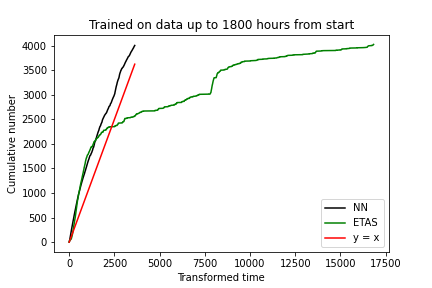 Trained on data up to 1800 hours from start
Cumulative number
4000
3500
3000
2500
2000
1500
1000
500
0
0 2500 5000 7500 10000 12500 15000 17500
Transformed time
NN
ETAS
y = x